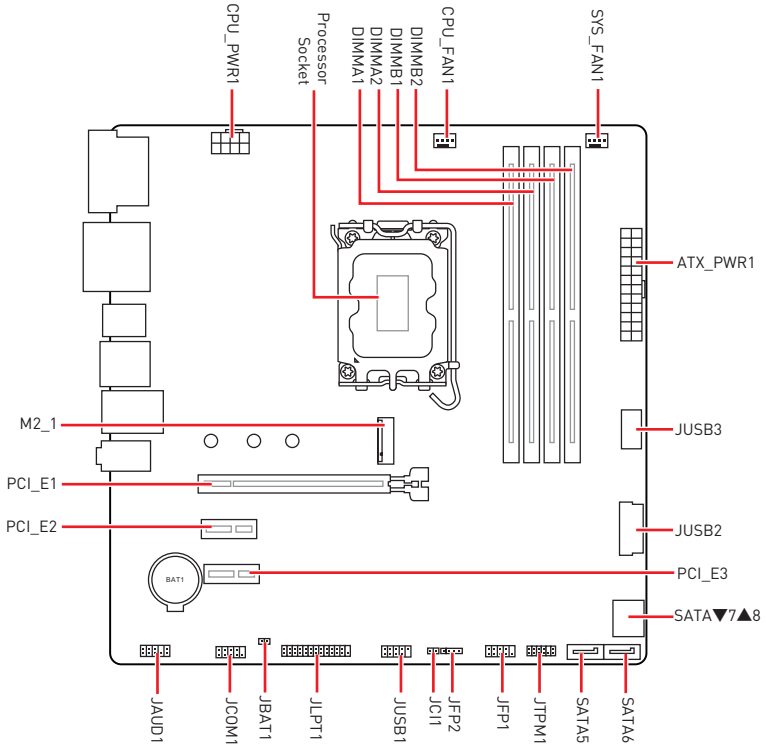 CPU_PWR1
Processor
Socket
DIMMA1
DIMMA2
DIMMB1
DIMMB2
CPU_FAN1
SYS_FAN1
ATX_PWR1
M2_1
JUSB3
PCI_E1
PCI_E2
JUSB2
PCI_E3
BAT1
SATA▼7▲8
JAUD1
JCOM1
JBAT1
JLPT1
JUSB1
JCI1
JFP2
JFP1
JTPM1
SATA5
SATA6